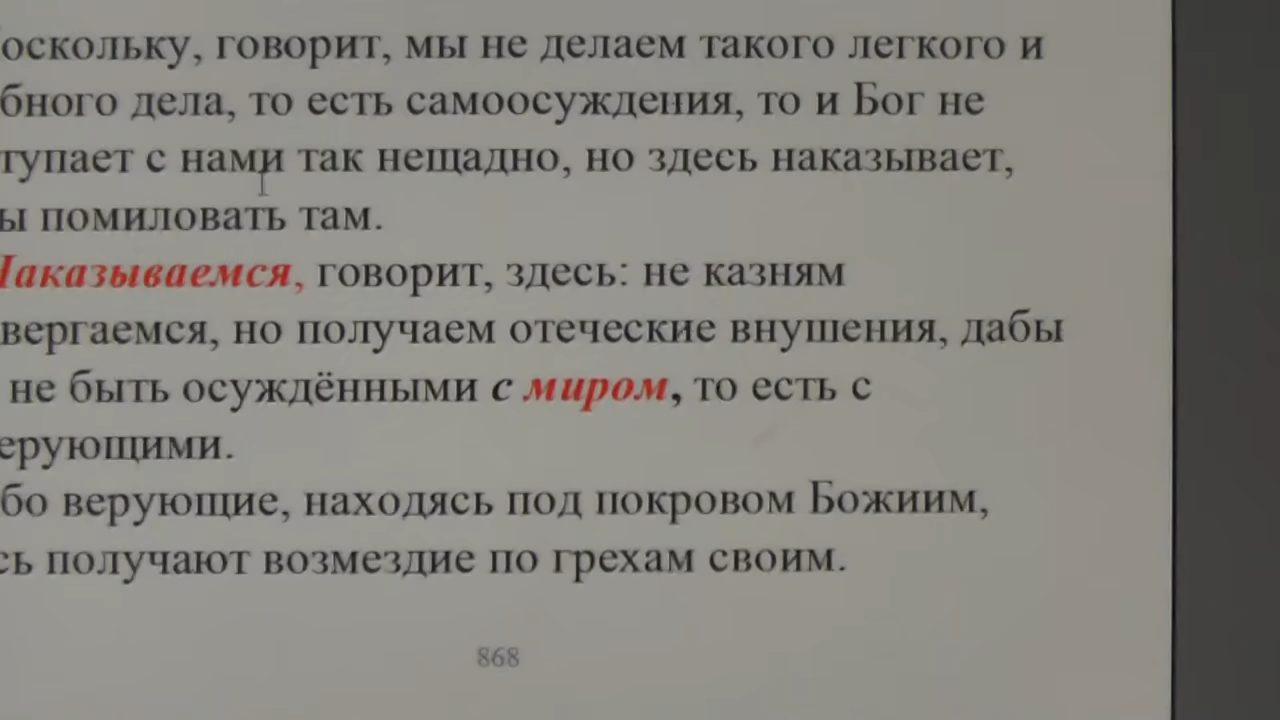 оскольку, говорит, мы не делаем такого легкого и
бного дела, то есть самоосуждения, то и Бог не
тупает с нами так нещадно, но здесь наказывает,
ы помиловать там.
Наказываемся, говорит, здесь: не казням
вергаемся, но получаем отеческие внушения, дабы
не быть осуждёнными с миром, то есть с
ерующими.
бо верующие, находясь под покровом Божиим,
сь получают возмездие по грехам своим.
868